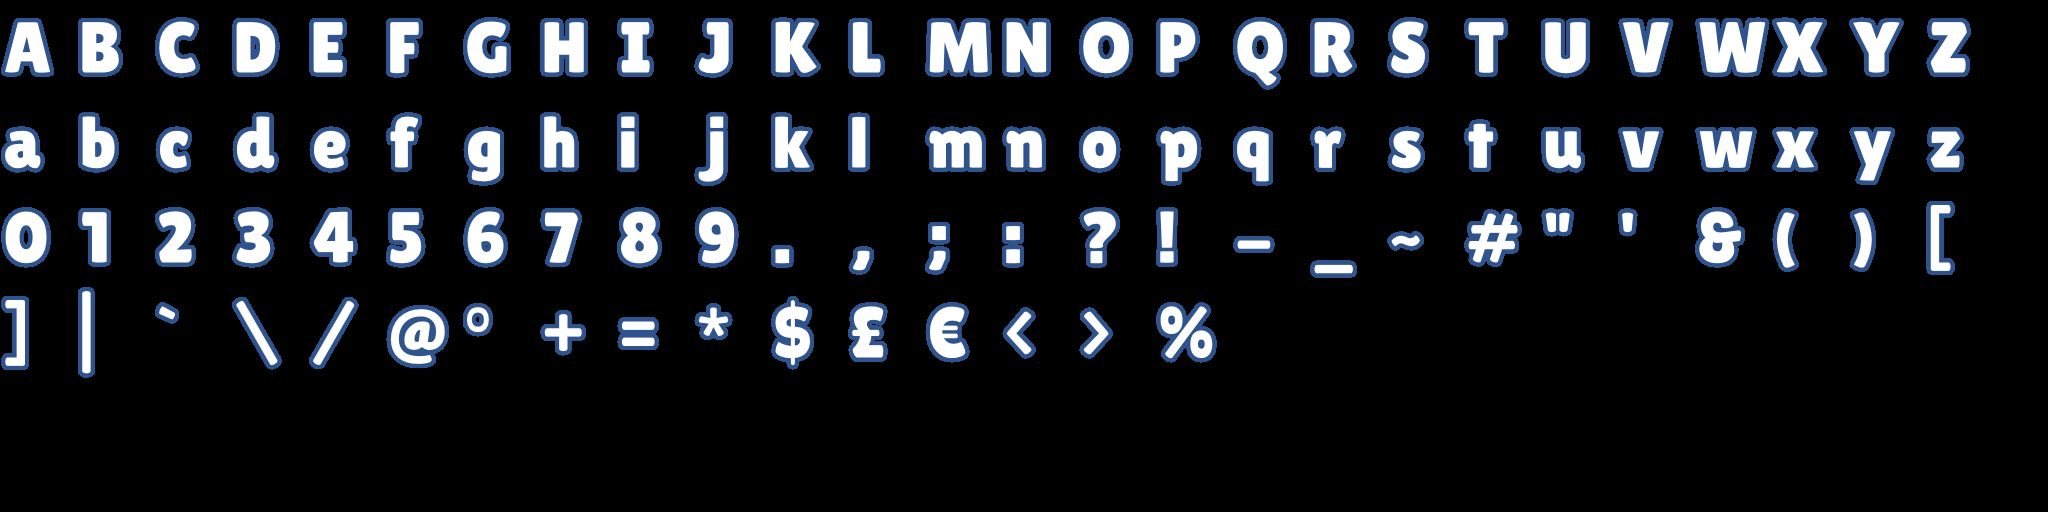 A B C D E F G H I J K L M N O P Q R S T U V W X Y Z
a b c d e f g h i j k l m n o p q r s t u v w x y z
0 1 2 3 4 5 6 7 8 9 . , ; : ? ! - _ ~ # " ' & ( ) [
] | ` \ / @ ° + = * $ £ € < > %